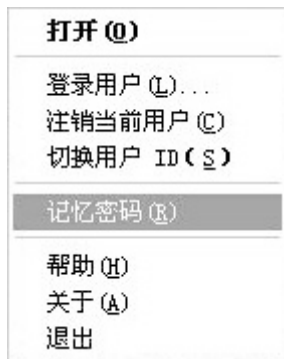 打开(O)
登录用户(L)...
注销当前用户(C)
切换用户 ID(S)
记忆密码(R)
帮助(H)
关于(A)
退出